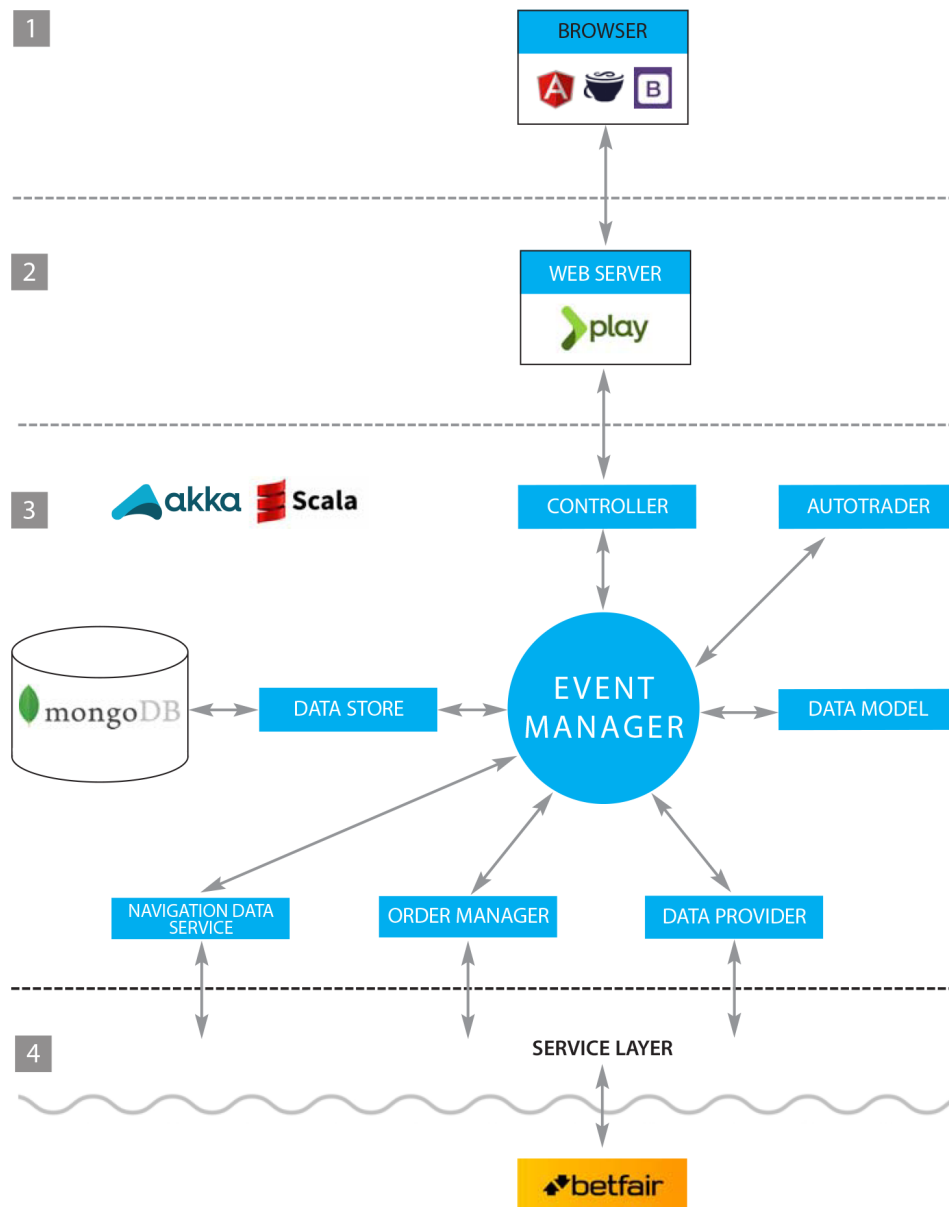 1
BROWSER
A
B
2
WEB SERVER
play
3
akka
Scala
CONTROLLER
AUTOTRADER
mongoDB
DATA STORE
EVENT
MANAGER
DATA MODEL
NAVIGATION DATA
SERVICE
ORDER MANAGER
DATA PROVIDER
4
SERVICE LAYER
betfair